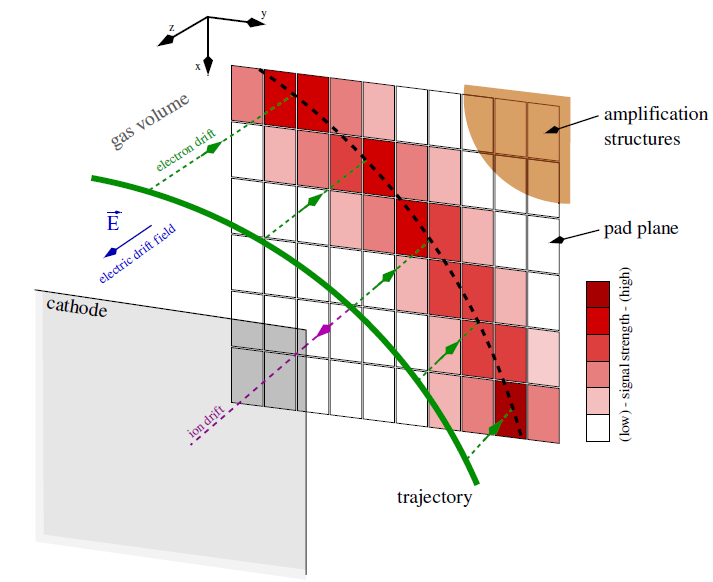 z
y
x
gas volume
electron drift
E
electric drift field
cathode
ion drift
trajectory
amplification
structures
pad plane
(low) - signal strength - (high)